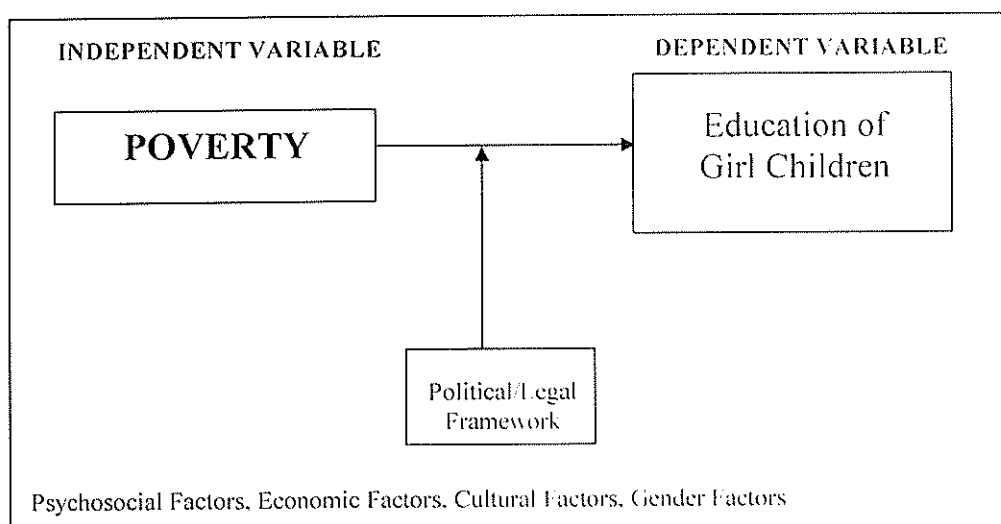 INDEPENDENT VARIABLE
DEPENDENT VARIABLE
POVERTY
Education of
Girl Children
Political/Legal
Framework
Psychosocial Factors, Economic Factors, Cultural Factors, Gender Factors